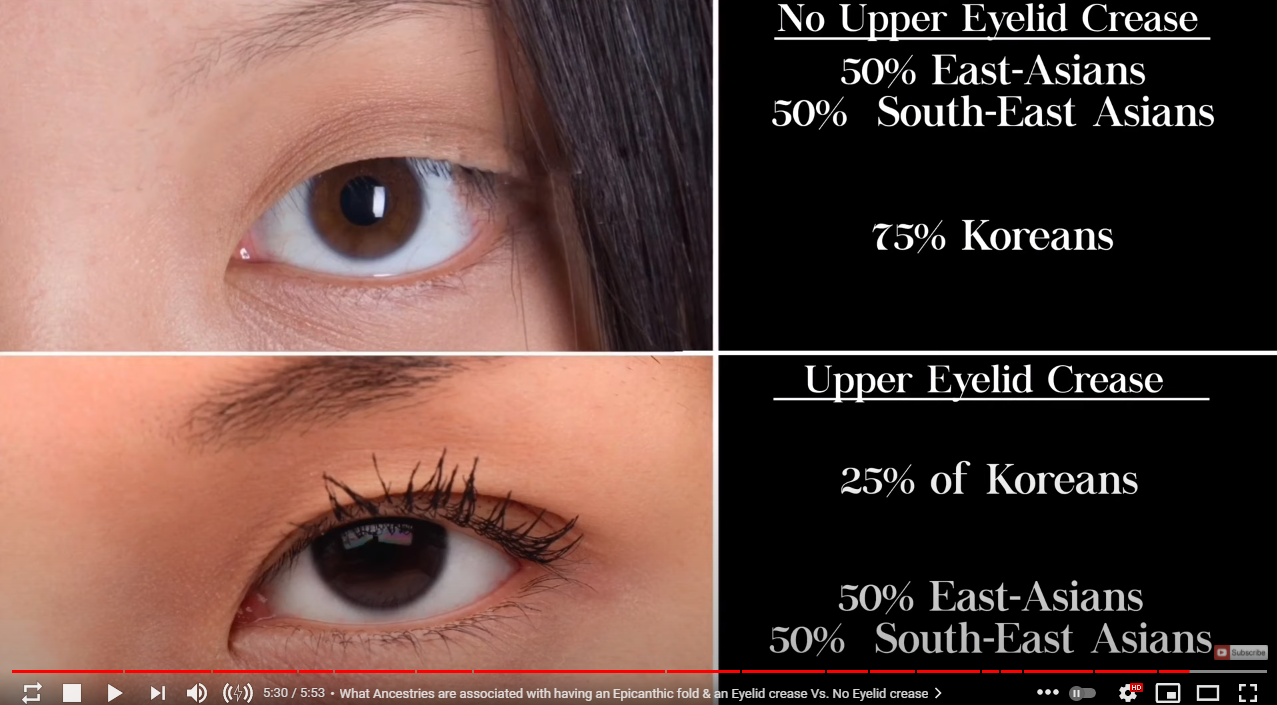 No Upper Eyelid Crease
50% East-Asians
50% South-East Asians
75% Koreans
Upper Eyelid Crease
25% of Koreans
50% East-Asians
50% South-East Asians
Subscribe
5:30 / 5:53 • What Ancestries are associated with having an Epicanthic fold & an Eyelid crease Vs. No Eyelid crease
HD